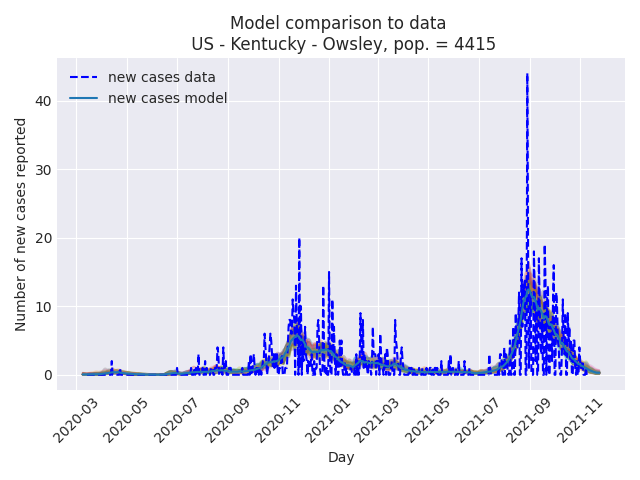 Model comparison to data
US - Kentucky - Owsley, pop. = 4415
new cases data
new cases model
Number of new cases reported
40
30
20
10
0
2020-03
2020-05
2020-07
2020-09
2020-11
2021-01
2021-03
2021-05
2021-07
2021-09
2021-11
Day